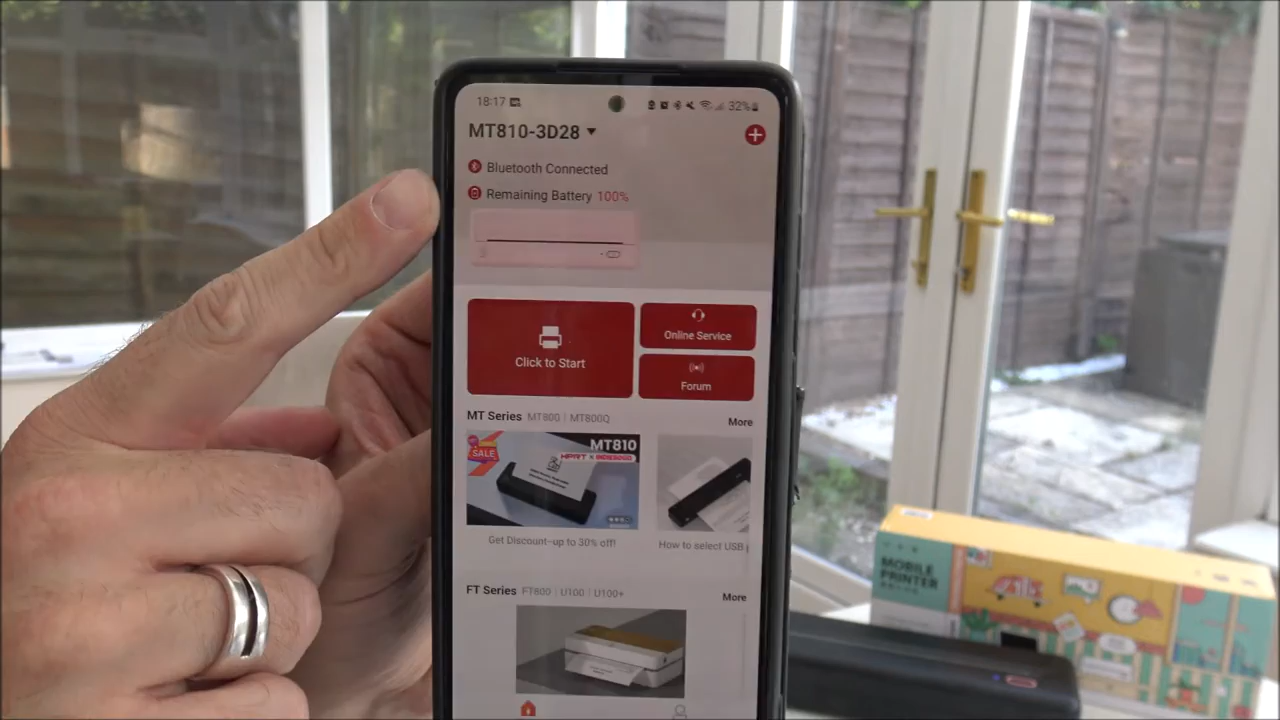 18:17
32%
MT810-3D28
Bluetooth Connected
Remaining Battery 100%
Click to Start
Online Service
Forum
MT Series MT800 | MT800Q
More
SALE
MT810
HPRT x
Get Discount-up to 30% off!
How to select USB
FT Series FT800 | U100 | U100+
More
MOBILE
PRINTER